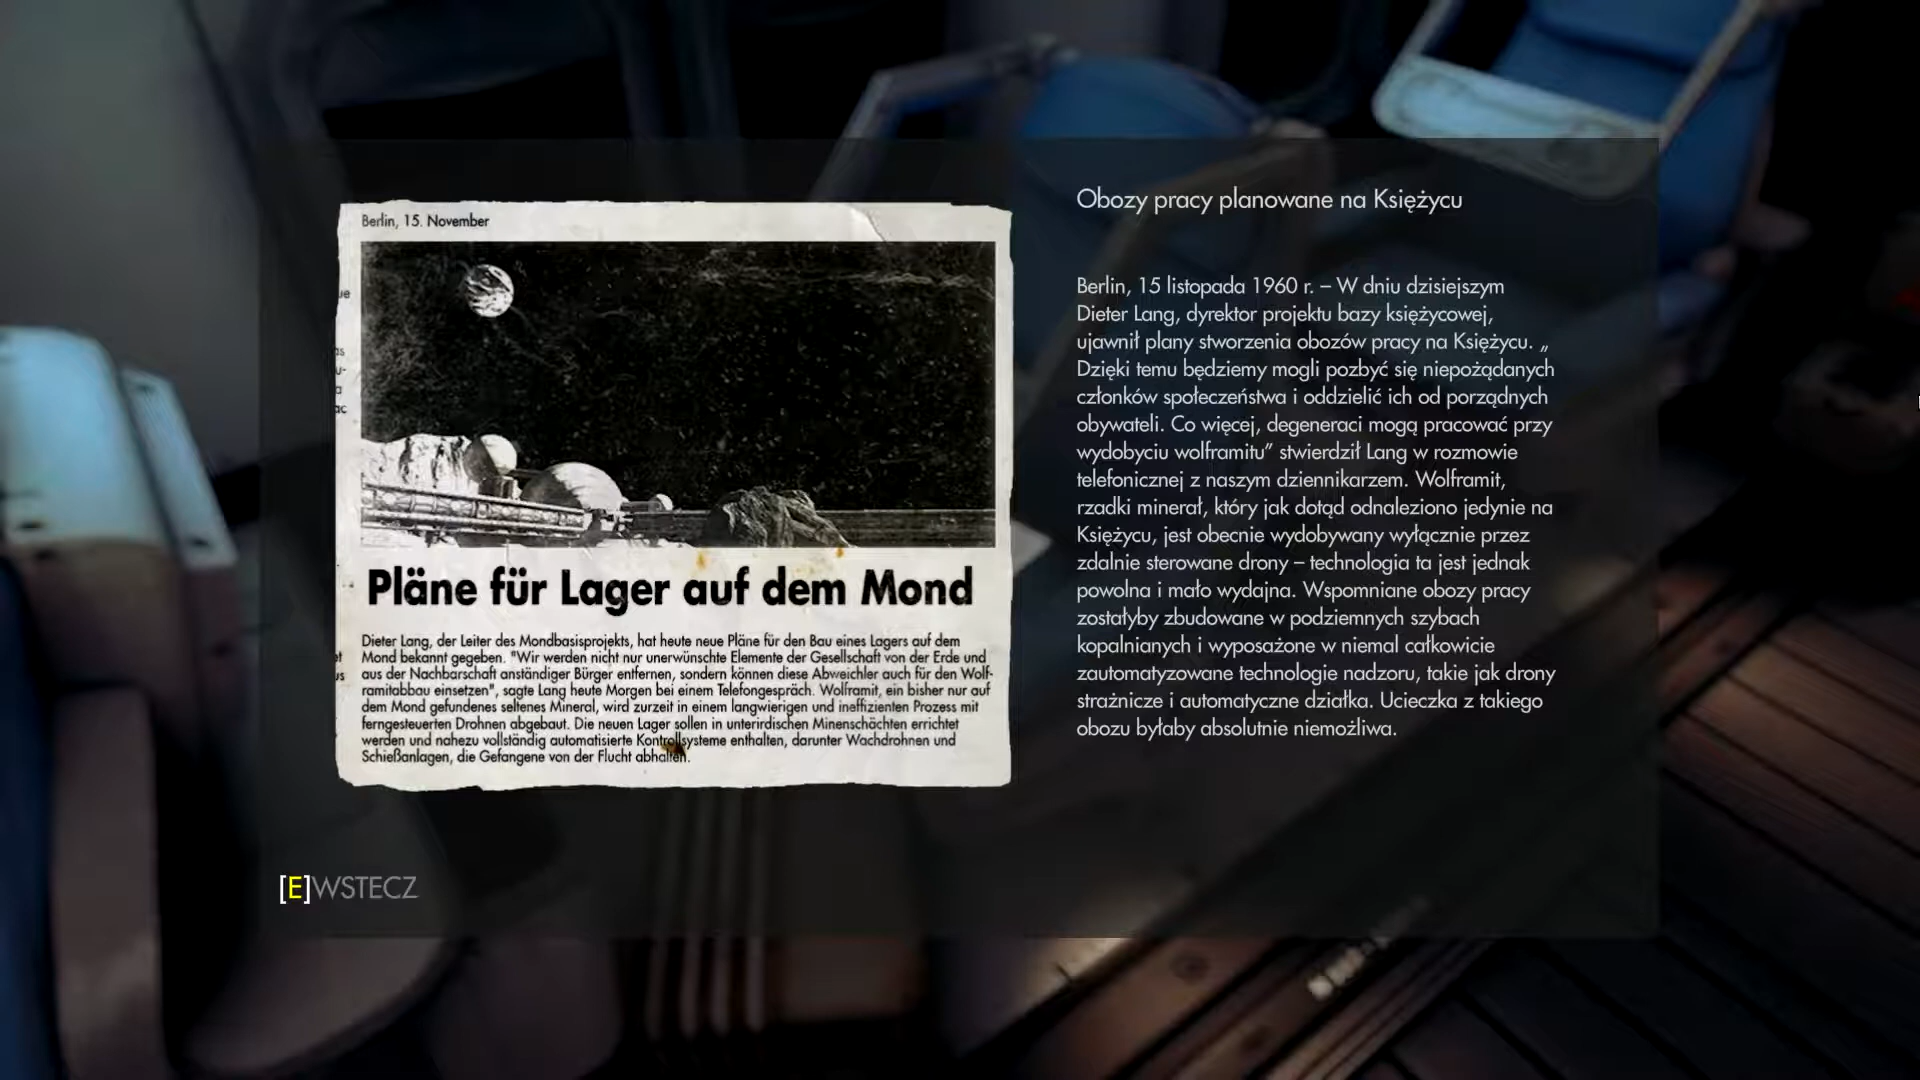 Berlin, 15. November
ue
as
u-
a
ac
Pläne für Lager auf dem Mond
Dieter Lang, der Leiter des Mondbasisprojekts, hat heute neue Pläne für den Bau eines Lagers auf dem
Mond bekannt gegeben. "Wir werden nicht nur unerwünschte Elemente der Gesellschaft von der Erde und
aus der Nachbarschaft anständiger Bürger entfernen, sondern können diese Abweichler auch für den Wolf-
ramitabbau einsetzen", sagte Lang heute Morgen bei einem Telefongespräch. Wolframit, ein bisher nur auf
dem Mond gefundenes seltenes Mineral, wird zurzeit in einem langwierigen und ineffizienten Prozess mit
ferngesteuerten Drohnen abgebaut. Die neuen Lager sollen in unterirdischen Minenschächten errichtet
werden und nahezu vollständig automatisierte Kontrollsysteme enthalten, darunter Wachdrohnen und
Schießanlagen, die Gefangene von der Flucht abhalten.
Obozy pracy planowane na Księżycu
Berlin, 15 listopada 1960 r. – W dniu dzisiejszym
Dieter Lang, dyrektor projektu bazy księżycowej,
ujawnił plany stworzenia obozów pracy na Księżycu. „
Dzięki temu będziemy mogli pozbyć się niepożądanych
członków społeczeństwa i oddzielić ich od porządnych
obywateli. Co więcej, degeneraci mogą pracować przy
wydobyciu wolframitu” stwierdził Lang w rozmowie
telefonicznej z naszym dziennikarzem. Wolframit,
rzadki minerał, który jak dotąd odnaleziono jedynie na
Księżycu, jest obecnie wydobywany wyłącznie przez
zdalnie sterowane drony – technologia ta jest jednak
powolna i mało wydajna. Wspomniane obozy pracy
zostałyby zbudowane w podziemnych szybach
kopalnianych i wyposażone w niemal całkowicie
zautomatyzowane technologie nadzoru, takie jak drony
strażnicze i automatyczne działka. Ucieczka z takiego
obozu byłaby absolutnie niemożliwa.
[E]WSTECZ